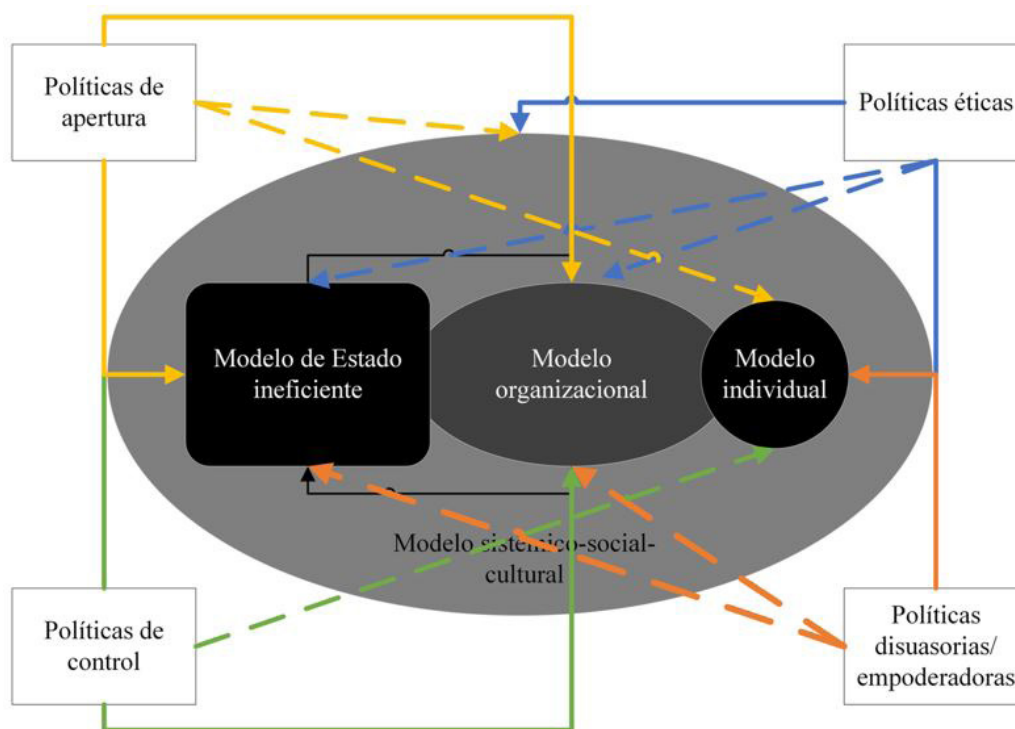 Políticas de
apertura
Políticas éticas
Modelo de Estado
ineficiente
Modelo
organizacional
Modelo
individual
Modelo sistémico-social-
cultural
Políticas de
control
Políticas
disuasorias/
empoderadoras